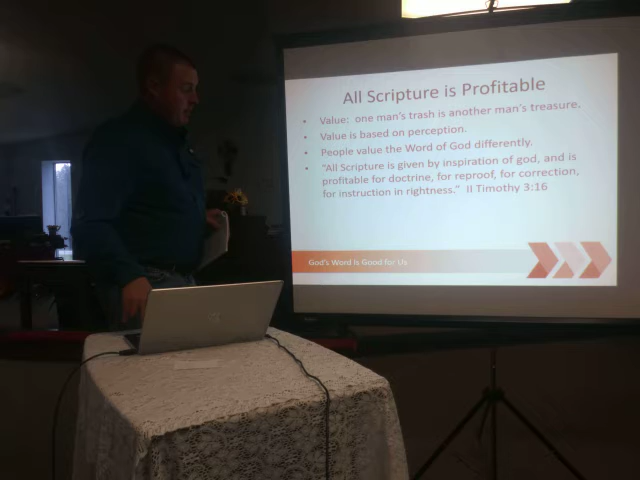 All Scripture is Profitable
• Value: one man's trash is another man's treasure.
• Value is based on perception.
• People value the Word of God differently.
• "All Scripture is given by inspiration of god, and is
profitable for doctrine, for reproof, for correction,
for instruction in rightness." II Timothy 3:16
God's Word Is Good for Us